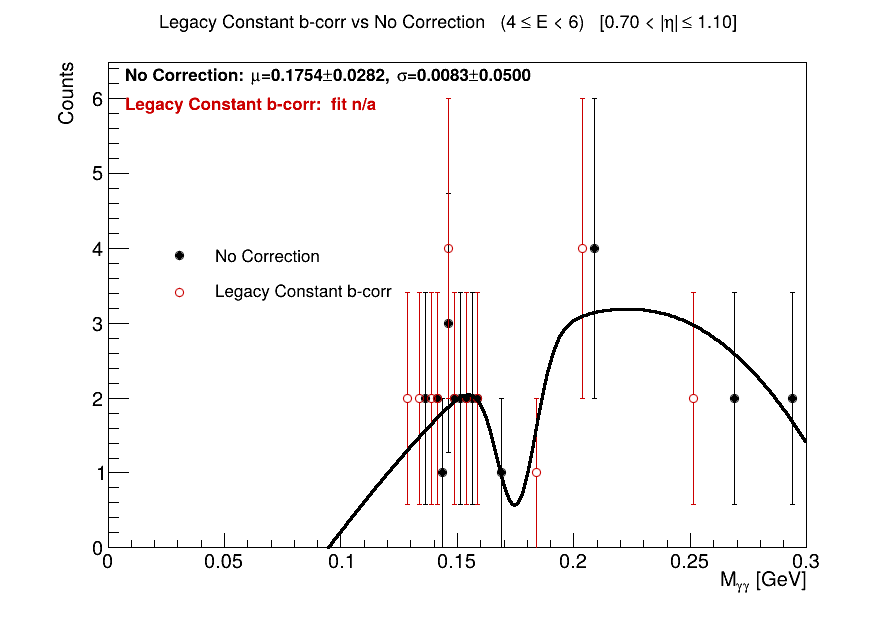 Legacy Constant b-corr vs No Correction (4 ≤ E < 6) [0.70 < |η| ≤ 1.10]
Counts
No Correction: μ=0.1754±0.0282, σ=0.0083±0.0500
Legacy Constant b-corr: fit n/a
6
5
4
3
2
1
0
No Correction
Legacy Constant b-corr
0 0.05 0.1 0.15 0.2 0.25 0.3
Mγγ [GeV]